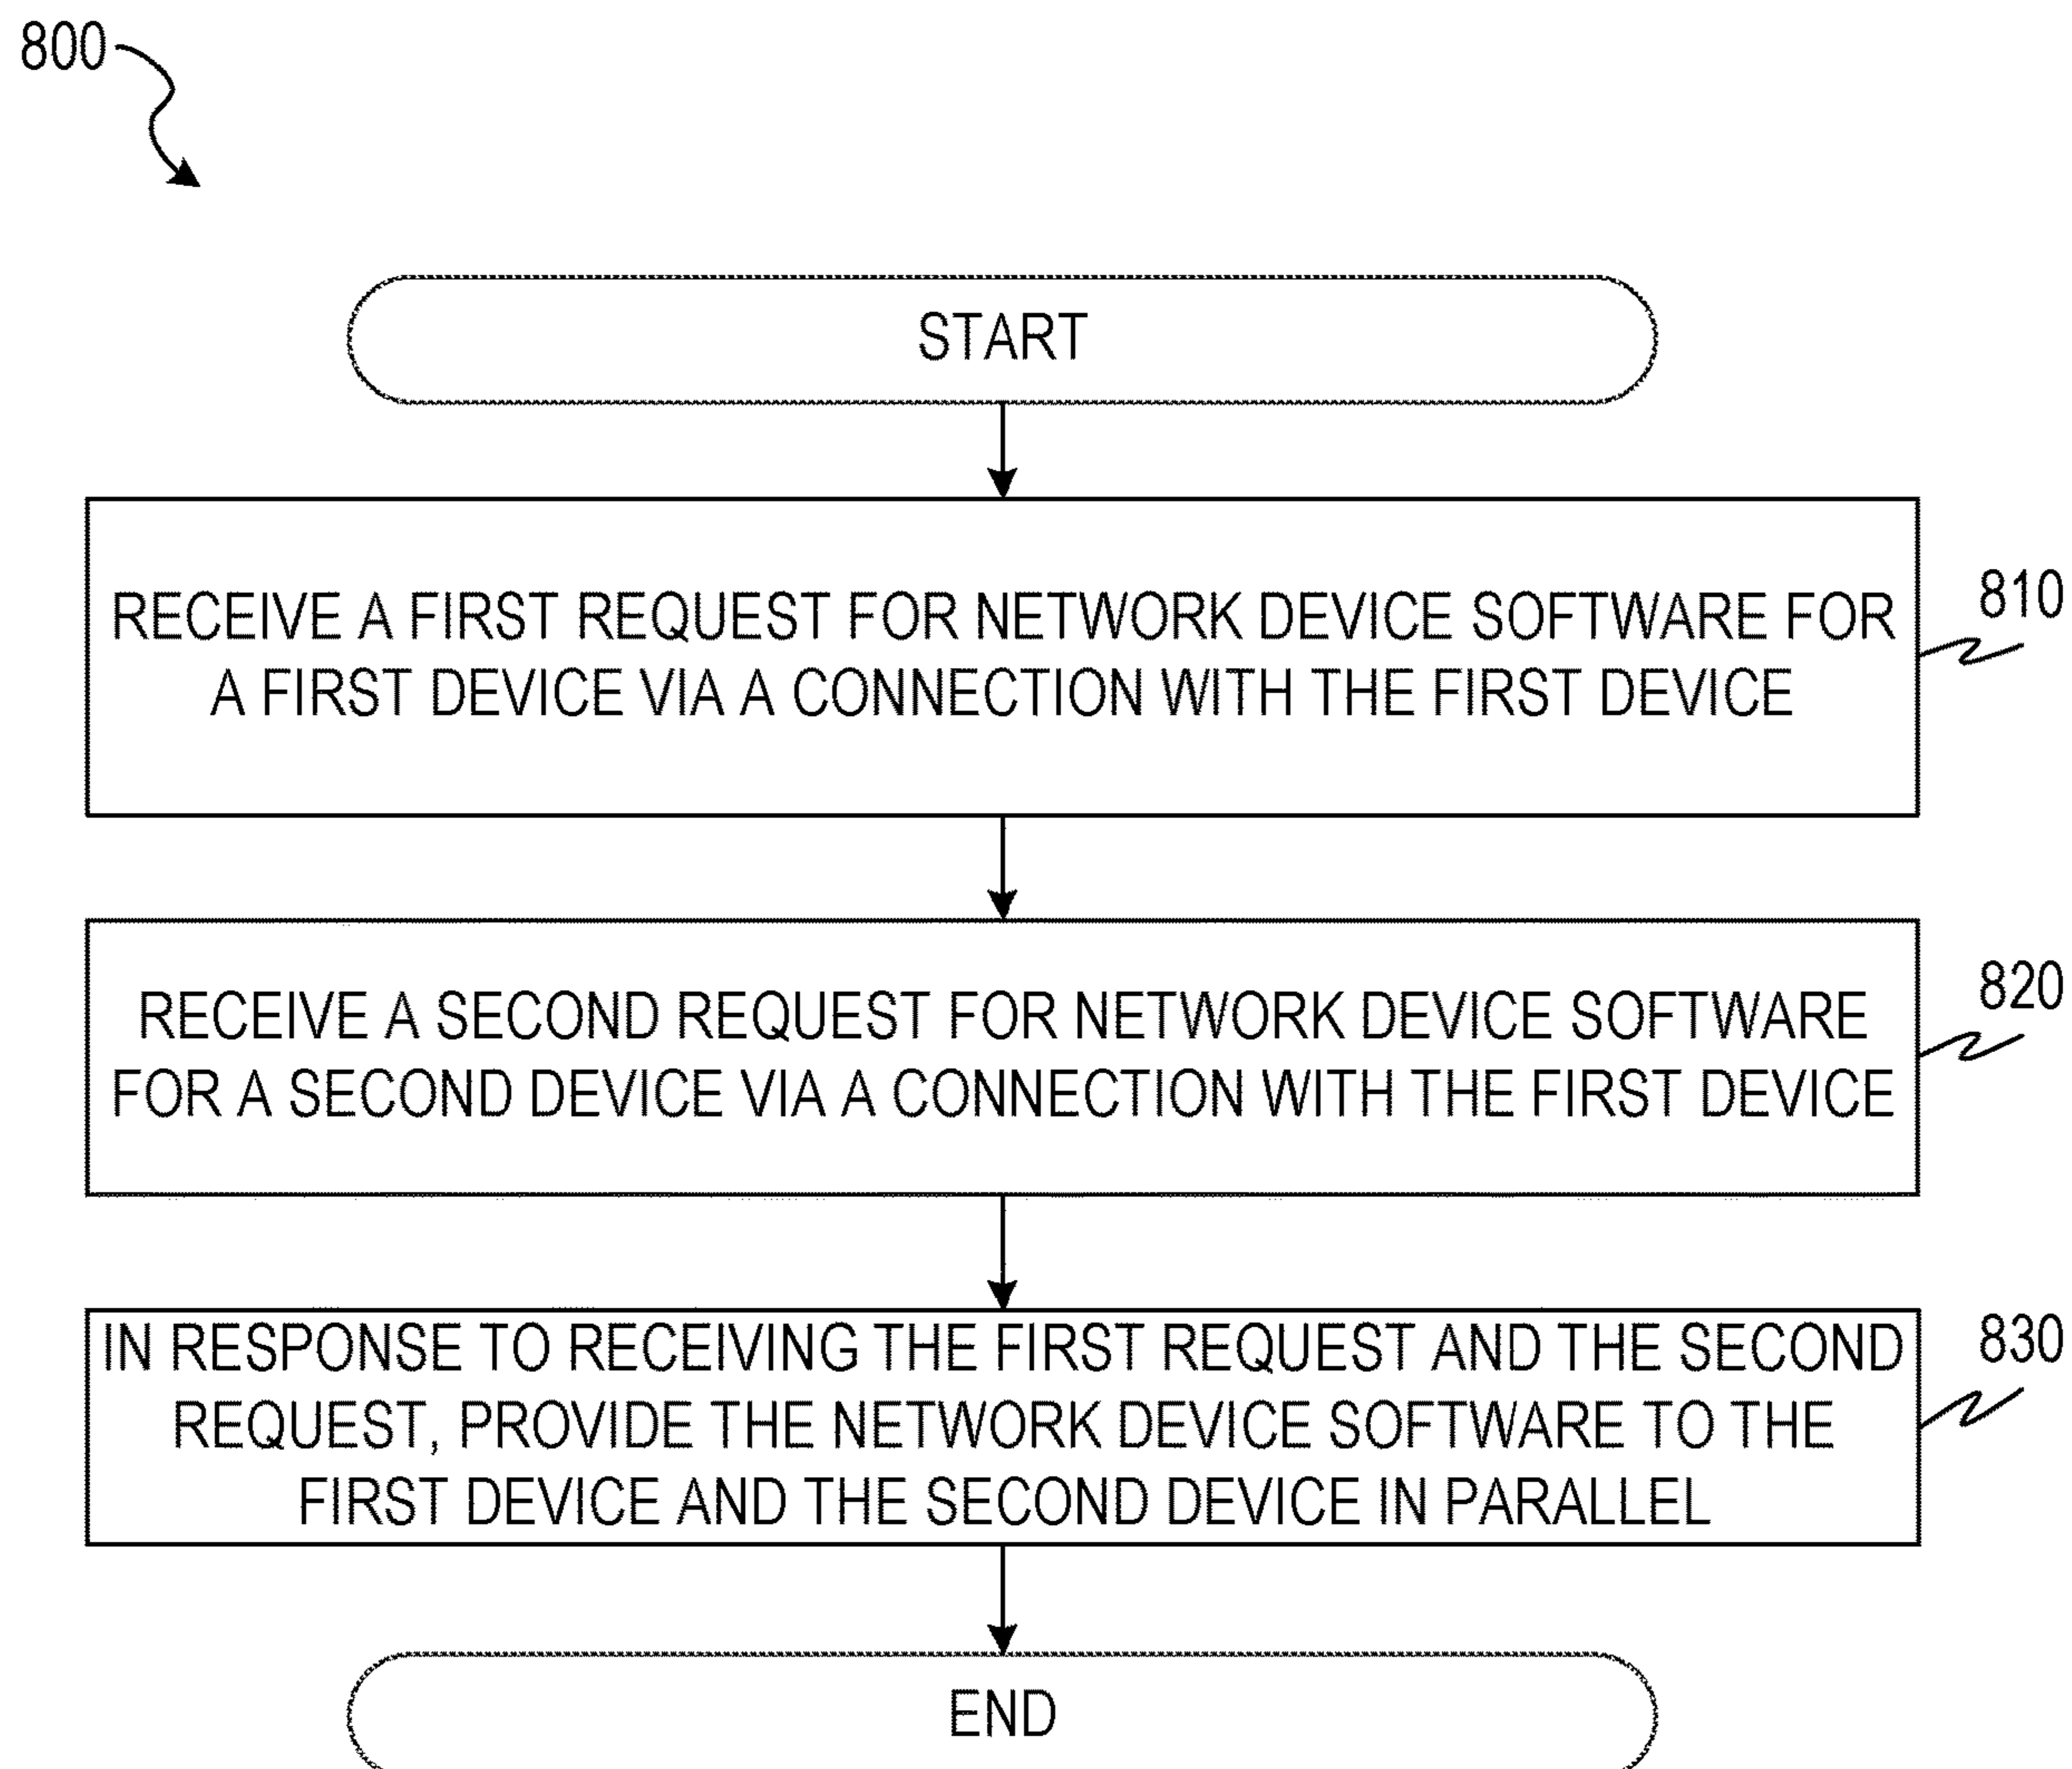 800
START
RECEIVE A FIRST REQUEST FOR NETWORK DEVICE SOFTWARE FOR
A FIRST DEVICE VIA A CONNECTION WITH THE FIRST DEVICE
810
RECEIVE A SECOND REQUEST FOR NETWORK DEVICE SOFTWARE
FOR A SECOND DEVICE VIA A CONNECTION WITH THE FIRST DEVICE
820
IN RESPONSE TO RECEIVING THE FIRST REQUEST AND THE SECOND
REQUEST, PROVIDE THE NETWORK DEVICE SOFTWARE TO THE
FIRST DEVICE AND THE SECOND DEVICE IN PARALLEL
830
END